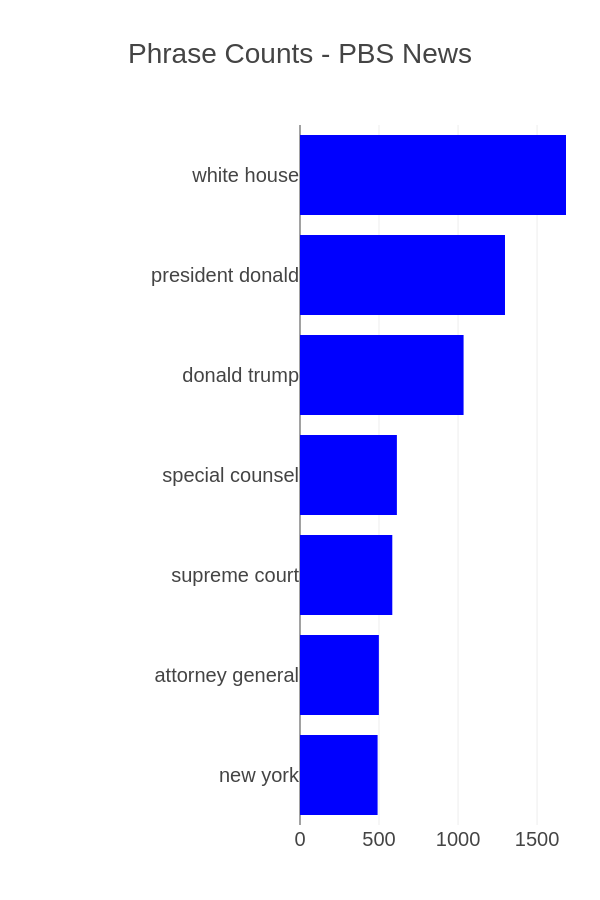 Phrase Counts - PBS News
white house
president donald
donald trump
special counsel
supreme court
attorney general
new york
0 500 1000 1500